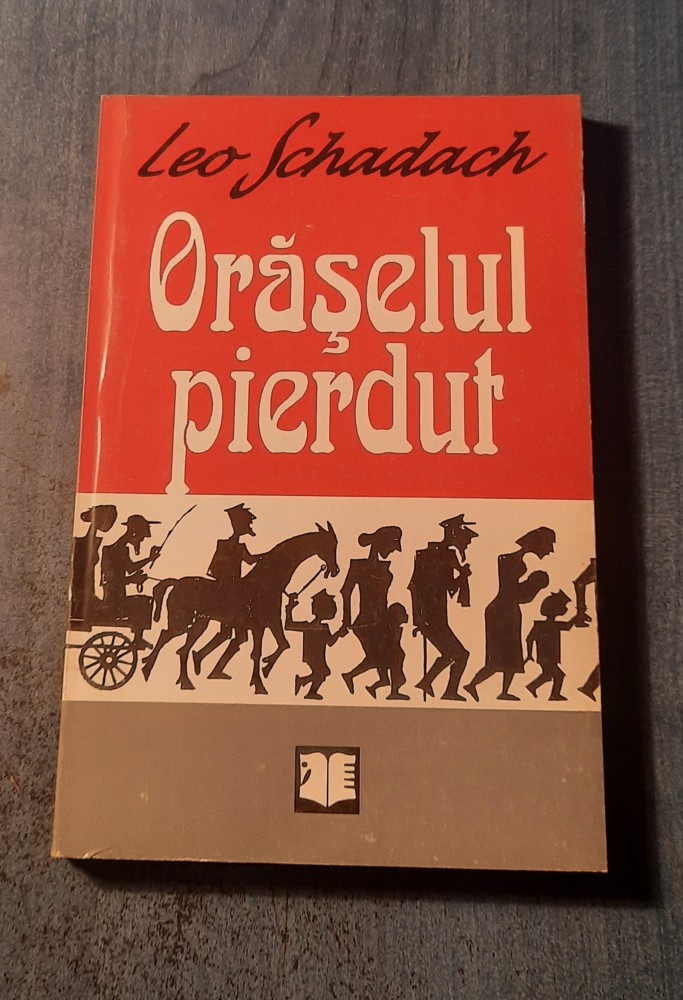 Leo Schadach
Orăşelul
pierdut